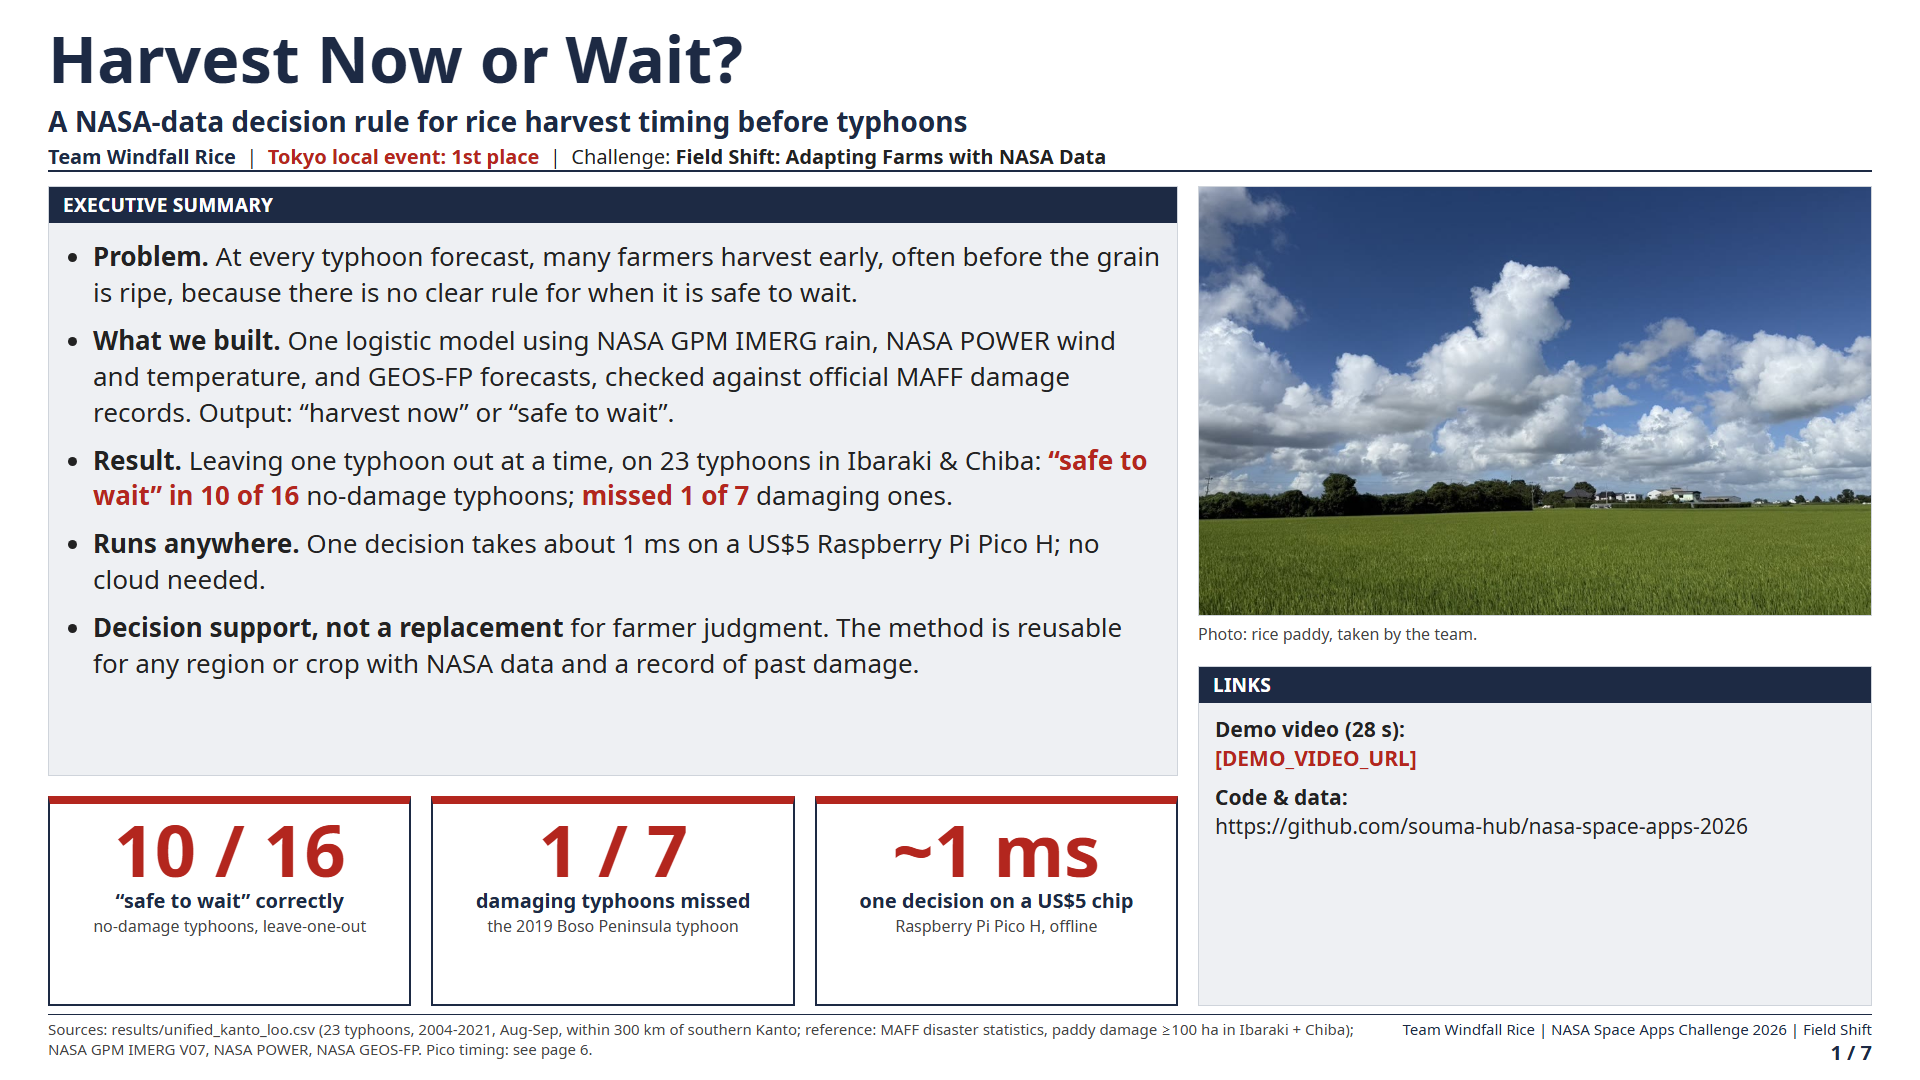 Harvest Now or Wait?
A NASA-data decision rule for rice harvest timing before typhoons
Team Windfall Rice | Tokyo local event: 1st place | Challenge: Field Shift: Adapting Farms with NASA Data
EXECUTIVE SUMMARY
• Problem. At every typhoon forecast, many farmers harvest early, often before the grain
is ripe, because there is no clear rule for when it is safe to wait.
• What we built. One logistic model using NASA GPM IMERG rain, NASA POWER wind
and temperature, and GEOS-FP forecasts, checked against official MAFF damage
records. Output: “harvest now” or “safe to wait”.
• Result. Leaving one typhoon out at a time, on 23 typhoons in Ibaraki & Chiba: “safe to
wait” in 10 of 16 no-damage typhoons; missed 1 of 7 damaging ones.
• Runs anywhere. One decision takes about 1 ms on a US$5 Raspberry Pi Pico H; no
cloud needed.
• Decision support, not a replacement for farmer judgment. The method is reusable
for any region or crop with NASA data and a record of past damage.
10 / 16
“safe to wait” correctly
no-damage typhoons, leave-one-out
1 / 7
damaging typhoons missed
the 2019 Boso Peninsula typhoon
~1 ms
one decision on a US$5 chip
Raspberry Pi Pico H, offline
Photo: rice paddy, taken by the team.
LINKS
Demo video (28 s):
[DEMO_VIDEO_URL]
Code & data:
https://github.com/souma-hub/nasa-space-apps-2026
Sources: results/unified_kanto_loo.csv (23 typhoons, 2004-2021, Aug-Sep, within 300 km of southern Kanto; reference: MAFF disaster statistics, paddy damage ≥100 ha in Ibaraki + Chiba);
NASA GPM IMERG V07, NASA POWER, NASA GEOS-FP. Pico timing: see page 6.
Team Windfall Rice | NASA Space Apps Challenge 2026 | Field Shift
1 / 7